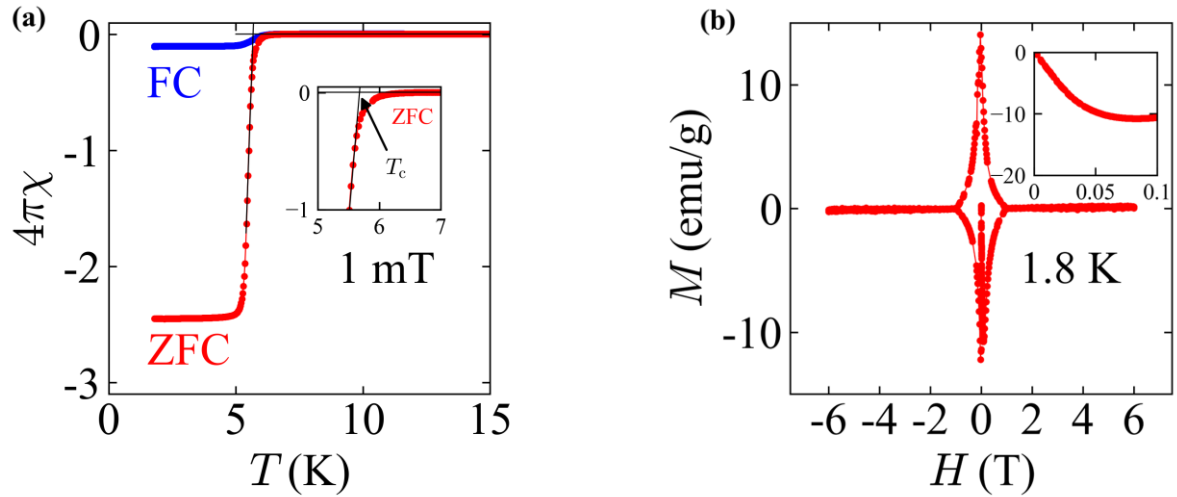 (a)
0
-1
-2
-3
4πχ
FC
ZFC
0
−1
5 6 7
ZFC
T_c
1 mT
0 5 10 15
T (K)
(b)
10
0
-10
M (emu/g)
0
−10
−20
0 0.05 0.1
1.8 K
-6 -4 -2 0 2 4 6
H (T)